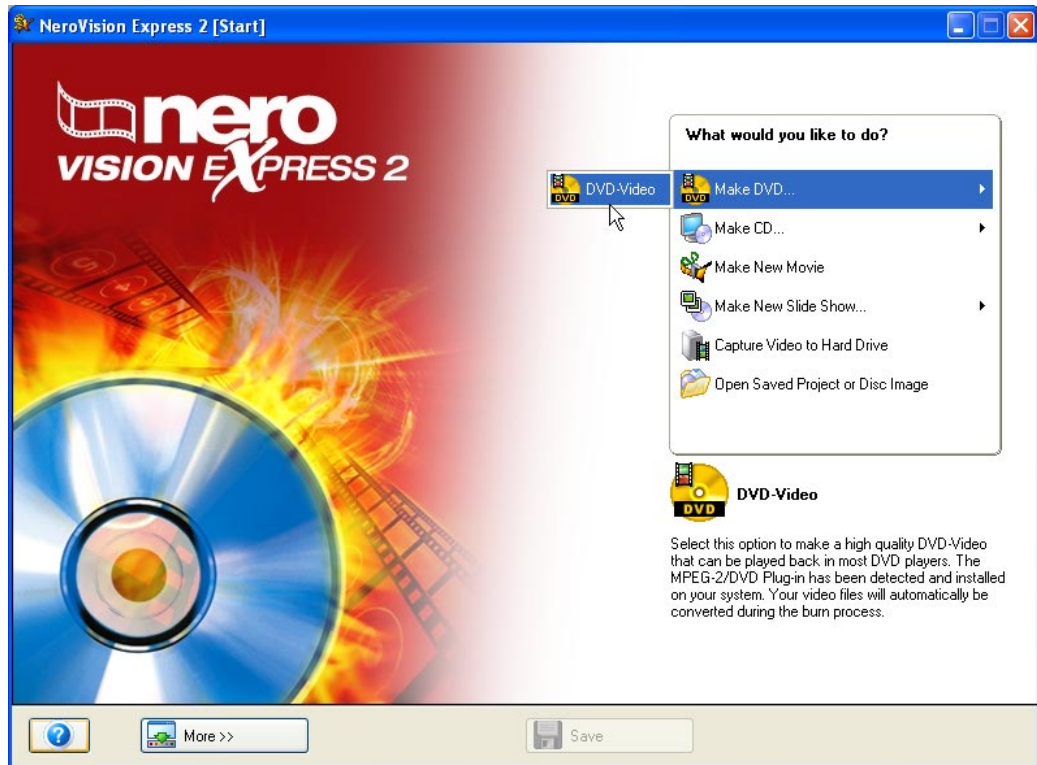 NeroVision Express 2 [Start]
nero
VISION EXPRESS 2
What would you like to do?
DVD-Video
Make DVD...
Make CD...
Make New Movie
Make New Slide Show...
Capture Video to Hard Drive
Open Saved Project or Disc Image
DVD-Video
Select this option to make a high quality DVD-Video
that can be played back in most DVD players. The
MPEG-2/DVD Plug-in has been detected and installed
on your system. Your video files will automatically be
converted during the burn process.
More >>
Save